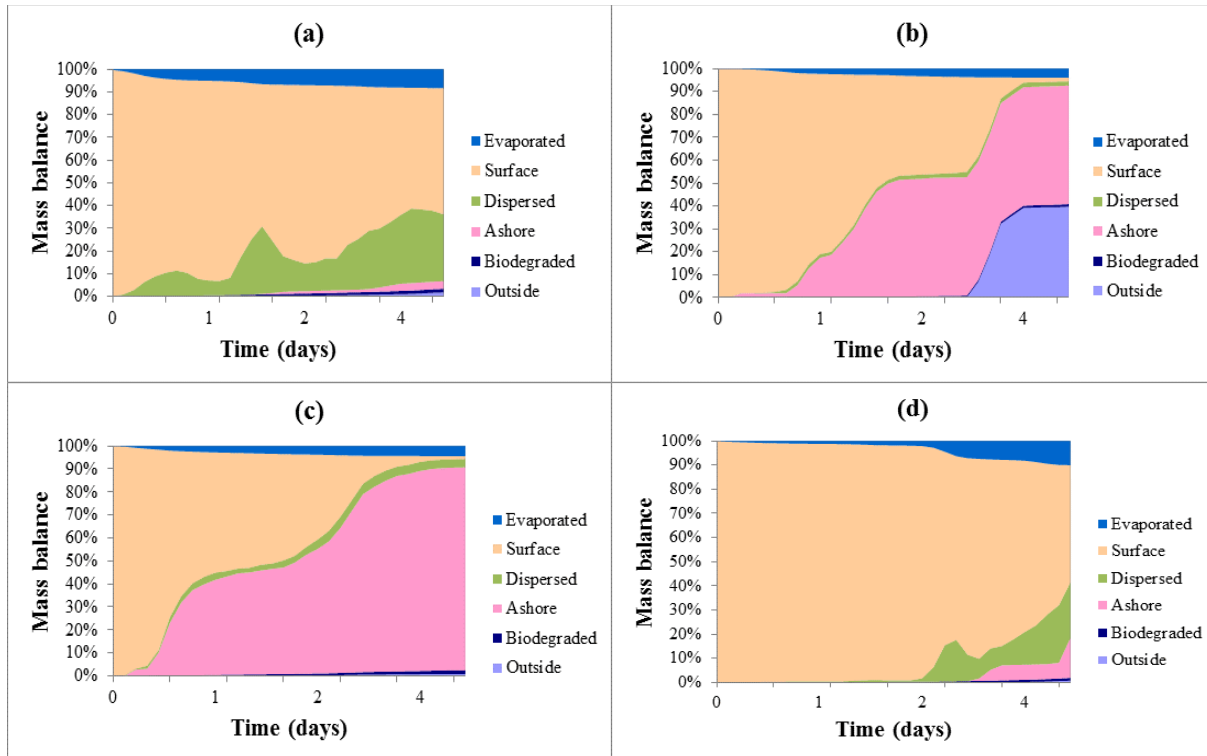 (a)
100%
90%
80%
70%
60%
50%
40%
30%
20%
10%
0%
Mass balance
0 1 2 4
Time (days)
Evaporated
Surface
Dispersed
Ashore
Biodegraded
Outside
(b)
100%
90%
80%
70%
60%
50%
40%
30%
20%
10%
0%
Mass balance
0 1 2 4
Time (days)
Evaporated
Surface
Dispersed
Ashore
Biodegraded
Outside
(c)
100%
90%
80%
70%
60%
50%
40%
30%
20%
10%
0%
Mass balance
0 1 2 4
Time (days)
Evaporated
Surface
Dispersed
Ashore
Biodegraded
Outside
(d)
100%
90%
80%
70%
60%
50%
40%
30%
20%
10%
0%
Mass balance
0 1 2 4
Time (days)
Evaporated
Surface
Dispersed
Ashore
Biodegraded
Outside